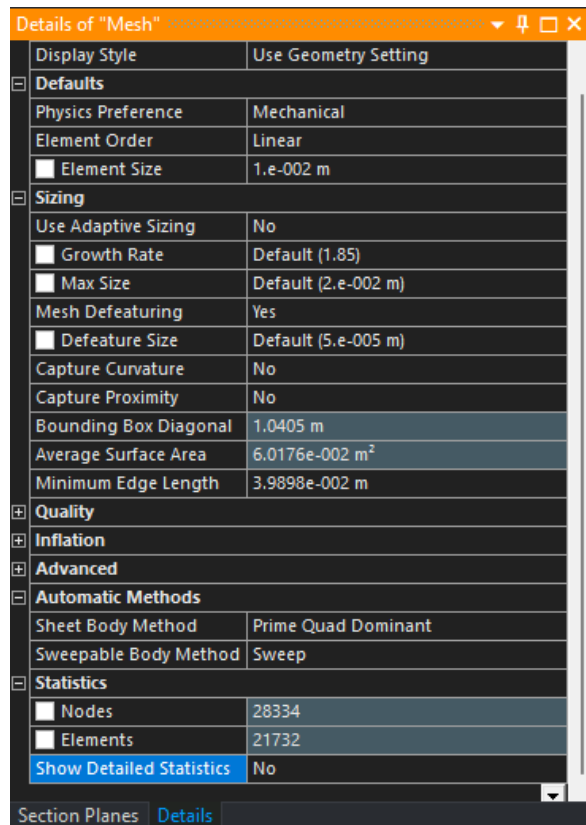 Details of "Mesh"
Display Style Use Geometry Setting
Defaults
Physics Preference Mechanical
Element Order Linear
Element Size 1.e-002 m
Sizing
Use Adaptive Sizing No
Growth Rate Default (1.85)
Max Size Default (2.e-002 m)
Mesh Defeaturing Yes
Defeature Size Default (5.e-005 m)
Capture Curvature No
Capture Proximity No
Bounding Box Diagonal 1.0405 m
Average Surface Area 6.0176e-002 m²
Minimum Edge Length 3.9898e-002 m
Quality
Inflation
Advanced
Automatic Methods
Sheet Body Method Prime Quad Dominant
Sweepable Body Method Sweep
Statistics
Nodes 28334
Elements 21732
Show Detailed Statistics No
Section Planes Details